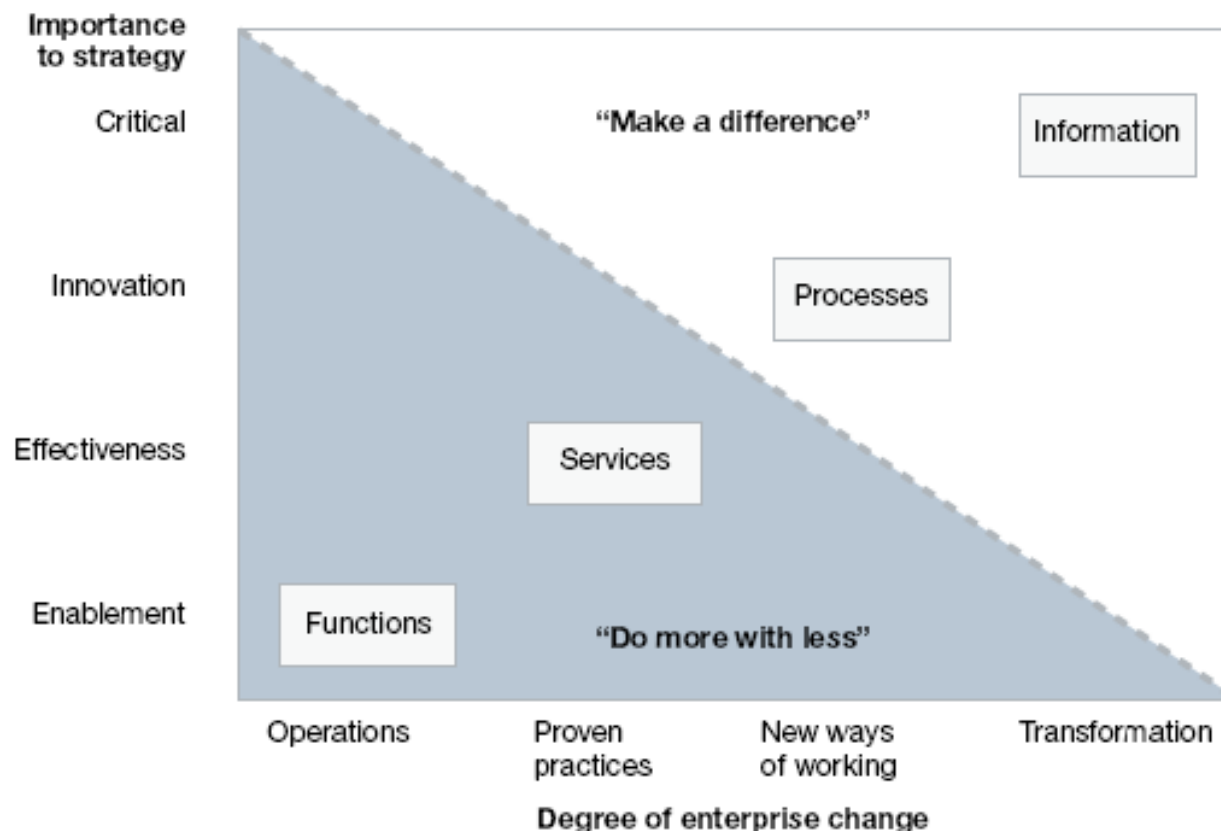 Importance
to strategy
Critical
“Make a difference”
Information
Innovation
Processes
Effectiveness
Services
Enablement
Functions
“Do more with less”
Operations
Proven
practices
New ways
of working
Transformation
Degree of enterprise change